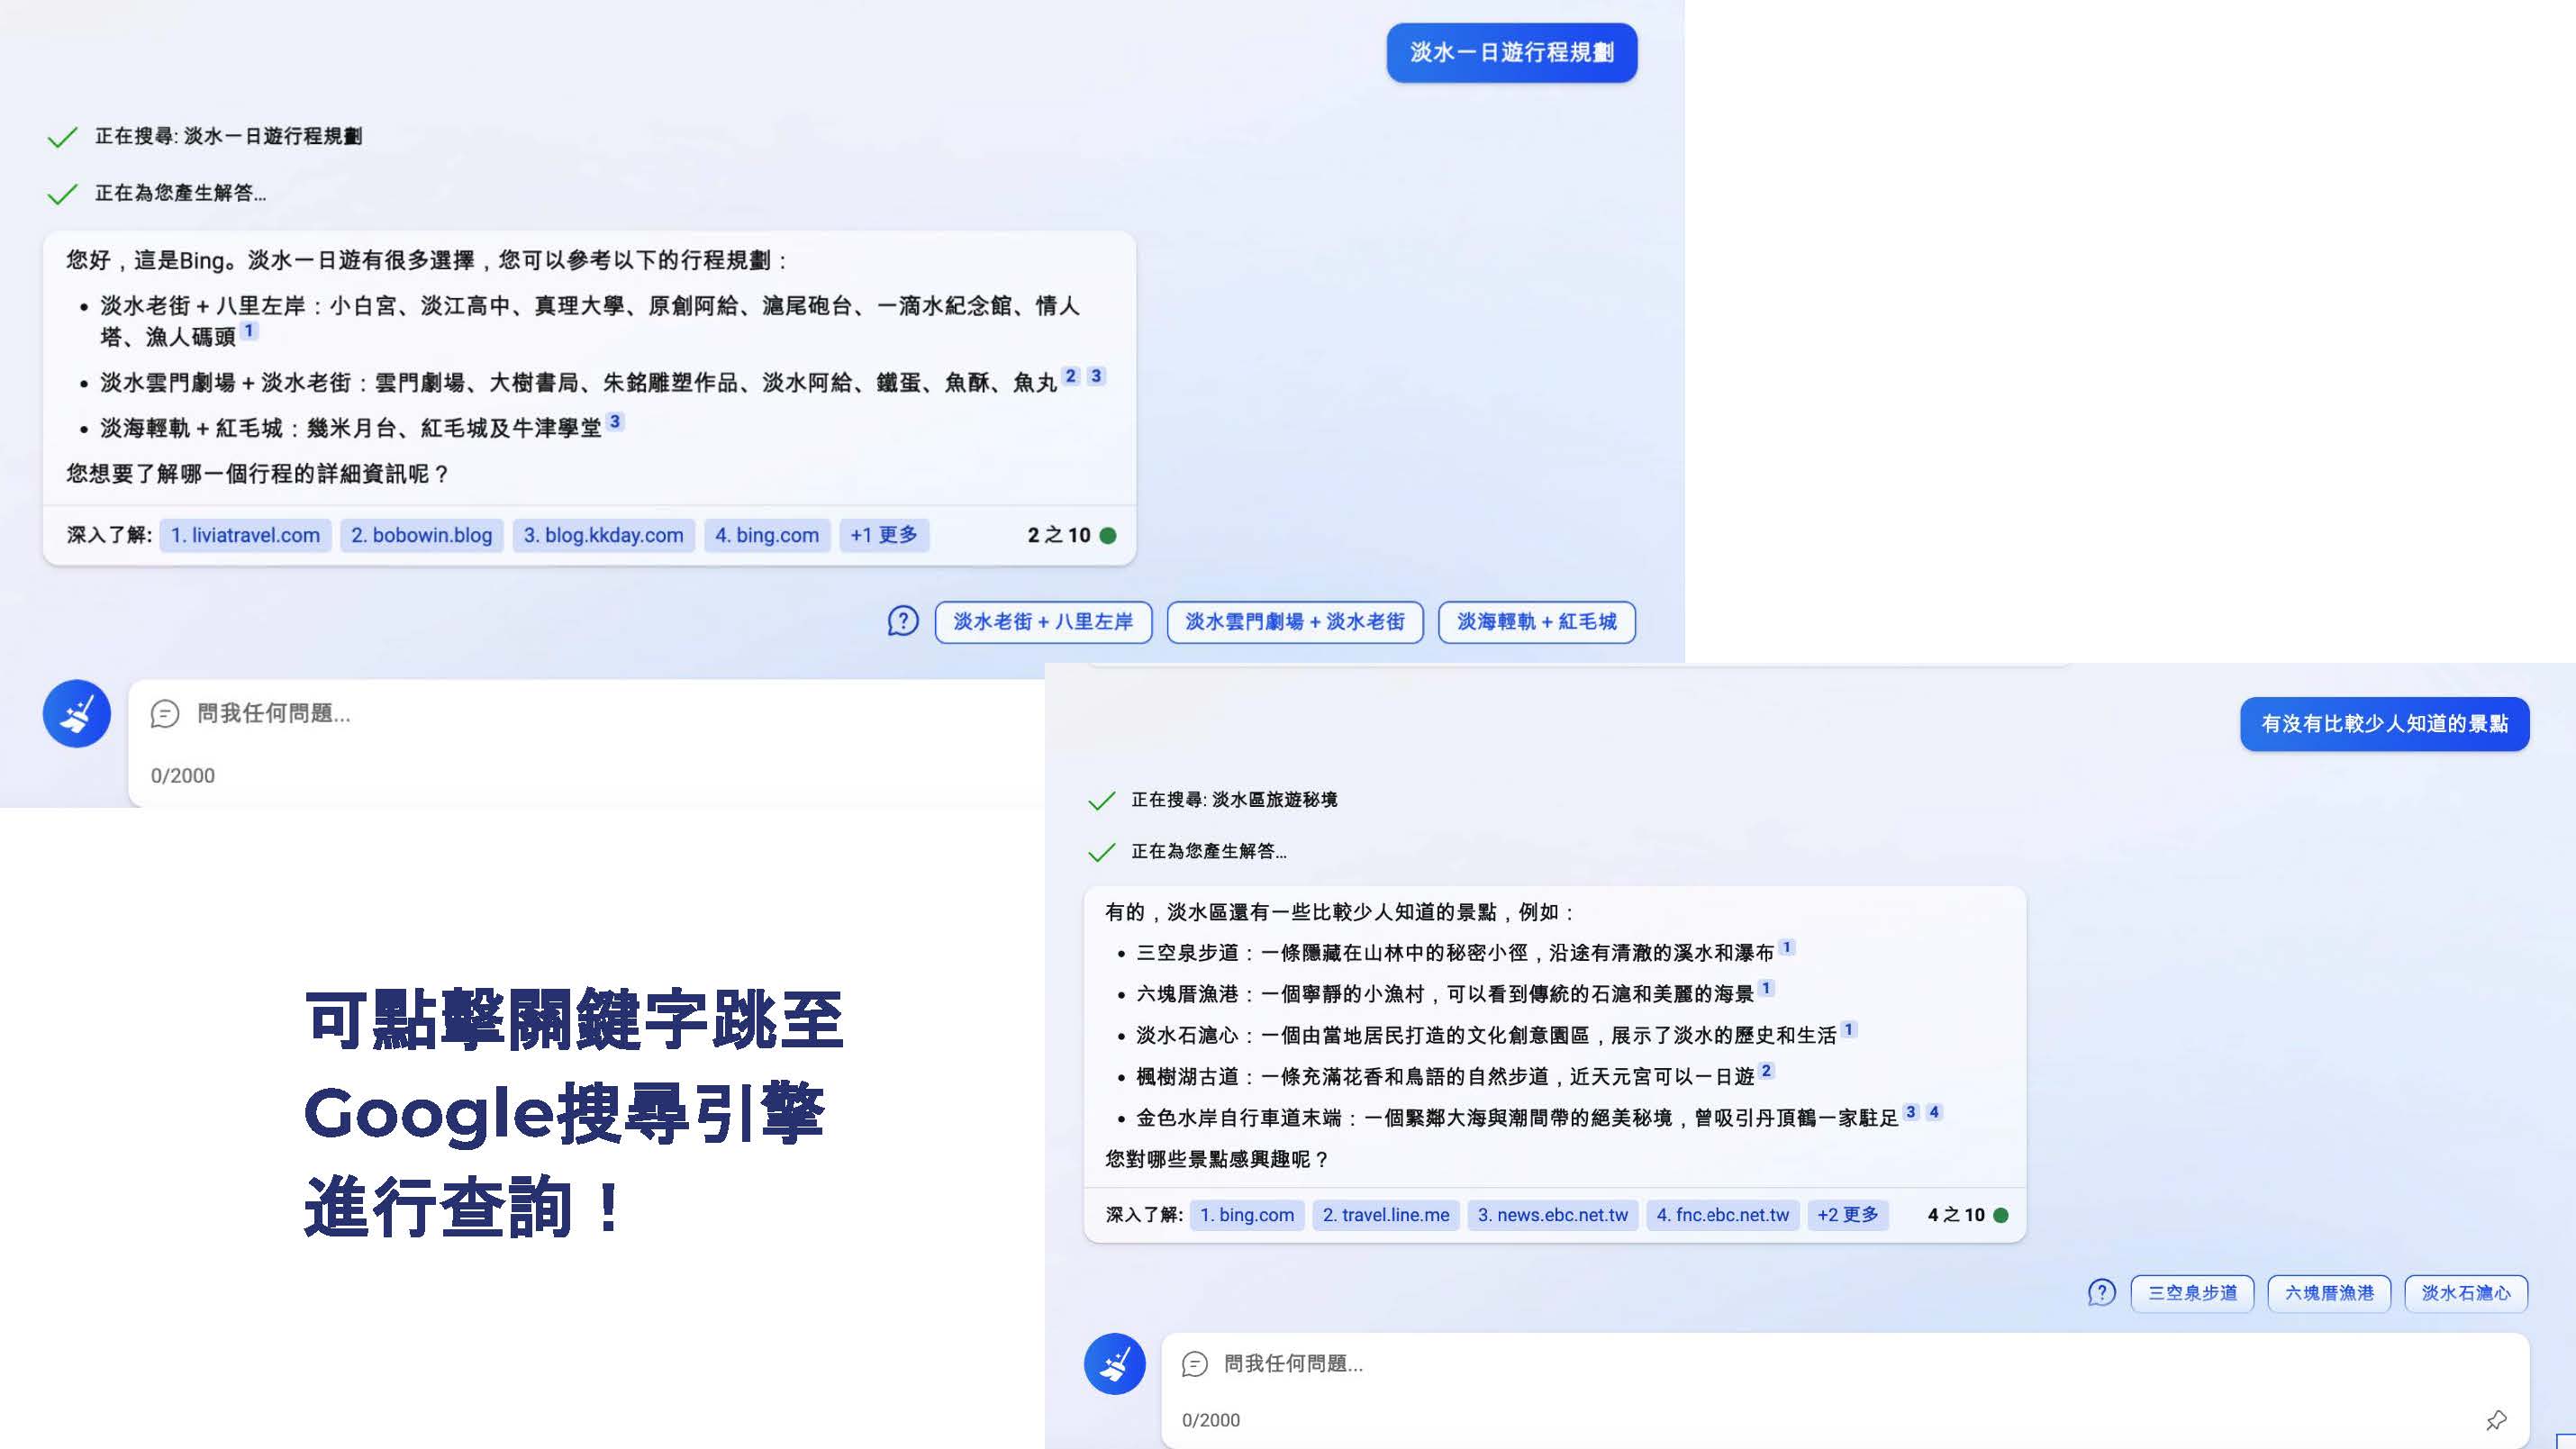 淡水一日遊行程規劃
正在搜尋: 淡水一日遊行程規劃
正在為您產生解答...
您好，這是Bing。淡水一日遊有很多選擇，您可以參考以下的行程規劃：
• 淡水老街 + 八里左岸：小白宮、淡江高中、真理大學、原創阿給、滬尾砲台、一滴水紀念館、情人
塔、漁人碼頭 1
• 淡水雲門劇場 + 淡水老街：雲門劇場、大樹書局、朱銘雕塑作品、淡水阿給、鐵蛋、魚酥、魚丸 2 3
• 淡海輕軌 + 紅毛城：幾米月台、紅毛城及牛津學堂 3
您想要了解哪一個行程的詳細資訊呢？
深入了解: 1. liviatravel.com 2. bobowin.blog 3. blog.kkday.com 4. bing.com +1 更多 2 之 10
淡水老街 + 八里左岸 淡水雲門劇場 + 淡水老街 淡海輕軌 + 紅毛城
問我任何問題...
0/2000
可點擊關鍵字跳至
Google搜尋引擎
進行查詢！
有沒有比較少人知道的景點
正在搜尋: 淡水區旅遊秘境
正在為您產生解答...
有的，淡水區還有一些比較少人知道的景點，例如：
• 三空泉步道：一條隱藏在山林中的秘密小徑，沿途有清澈的溪水和瀑布 1
• 六塊厝漁港：一個寧靜的小漁村，可以看到傳統的石滬和美麗的海景 1
• 淡水石滬心：一個由當地居民打造的文化創意園區，展示了淡水的歷史和生活 1
• 楓樹湖古道：一條充滿花香和鳥語的自然步道，近天元宮可以一日遊 2
• 金色水岸自行車道末端：一個緊鄰大海與潮間帶的絕美秘境，曾吸引丹頂鶴一家駐足 3 4
您對哪些景點感興趣呢？
深入了解: 1. bing.com 2. travel.line.me 3. news.ebc.net.tw 4. fnc.ebc.net.tw +2 更多 4 之 10
三空泉步道 六塊厝漁港 淡水石滬心
問我任何問題...
0/2000